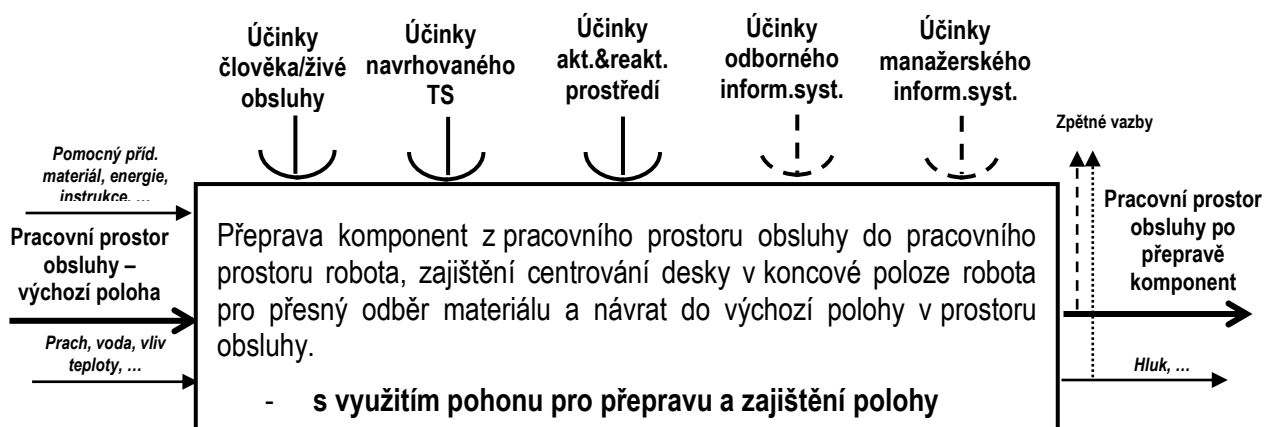 Účinky
člověka/živé
obsluhy
Účinky
navrhovaného
TS
Účinky
akt.&reakt.
prostředí
Účinky
odborného
inform.syst.
Účinky
manažerského
inform.syst.
Zpětné vazby
Pomocný příd.
materiál, energie,
instrukce, ...
Pracovní prostor
obsluhy –
výchozí poloha
Prach, voda, vliv
teploty, ...
Přeprava komponent z pracovního prostoru obsluhy do pracovního
prostoru robota, zajištění centrování desky v koncové poloze robota
pro přesný odběr materiálu a návrat do výchozí polohy v prostoru
obsluhy.
- s využitím pohonu pro přepravu a zajištění polohy
Pracovní prostor
obsluhy po
přepravě
komponent
Hluk, ...